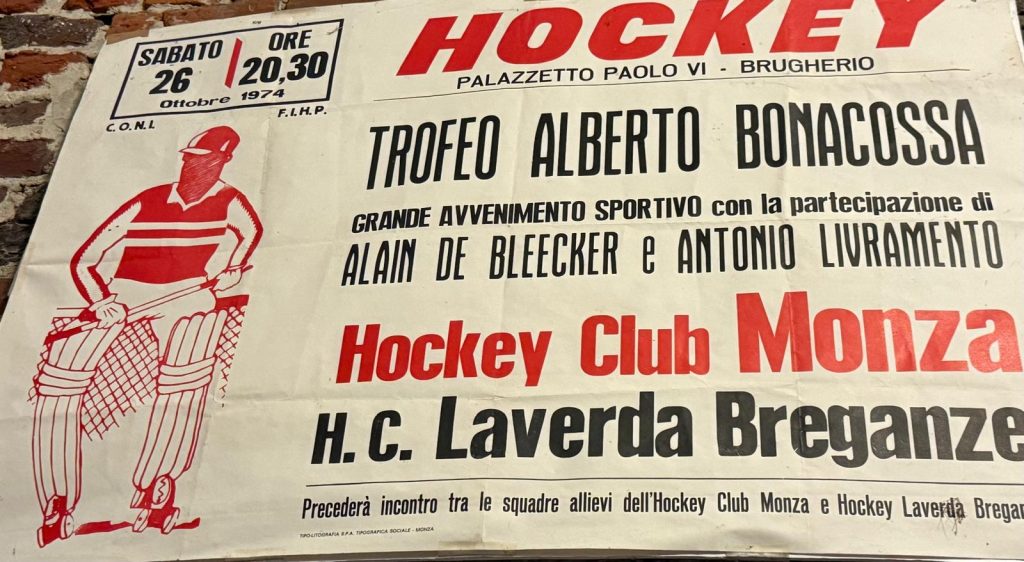 SABATO
26
ORE
20,30
Ottobre 1974
C.O.N.I.
F.I.H.P.
HOCKEY
PALAZZETTO PAOLO VI - BRUGHERIO
TROFEO ALBERTO BONACOSSA
GRANDE AVVENIMENTO SPORTIVO con la partecipazione di
ALAIN DE BLEECKER e ANTONIO LIVRAMENTO
Hockey Club Monza
H. C. Laverda Breganze
Precederà incontro tra le squadre allievi dell'Hockey Club Monza e Hockey Laverda Bregan
TIPO-LITOGRAFIA S.P.A. TIPOGRAFICA SOCIALE - MONZA